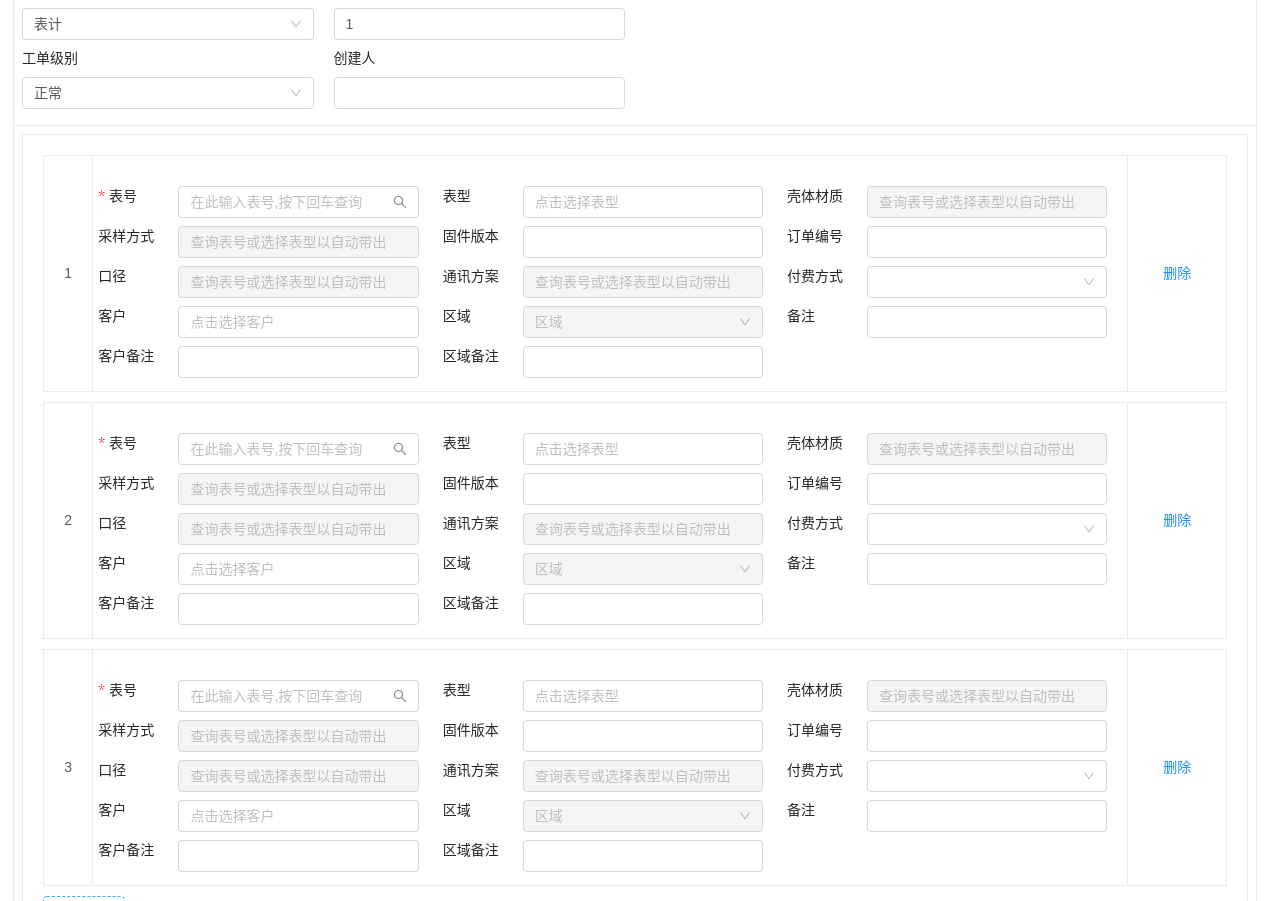 表计 1
工单级别 创建人
正常
* 表号 在此输入表号,按下回车查询 表型 点击选择表型 壳体材质 查询表号或选择表型以自动带出
采样方式 查询表号或选择表型以自动带出 固件版本 订单编号
1 口径 查询表号或选择表型以自动带出 通讯方案 查询表号或选择表型以自动带出 付费方式 删除
客户 点击选择客户 区域 区域 备注
客户备注 区域备注
* 表号 在此输入表号,按下回车查询 表型 点击选择表型 壳体材质 查询表号或选择表型以自动带出
采样方式 查询表号或选择表型以自动带出 固件版本 订单编号
2 口径 查询表号或选择表型以自动带出 通讯方案 查询表号或选择表型以自动带出 付费方式 删除
客户 点击选择客户 区域 区域 备注
客户备注 区域备注
* 表号 在此输入表号,按下回车查询 表型 点击选择表型 壳体材质 查询表号或选择表型以自动带出
采样方式 查询表号或选择表型以自动带出 固件版本 订单编号
3 口径 查询表号或选择表型以自动带出 通讯方案 查询表号或选择表型以自动带出 付费方式 删除
客户 点击选择客户 区域 区域 备注
客户备注 区域备注